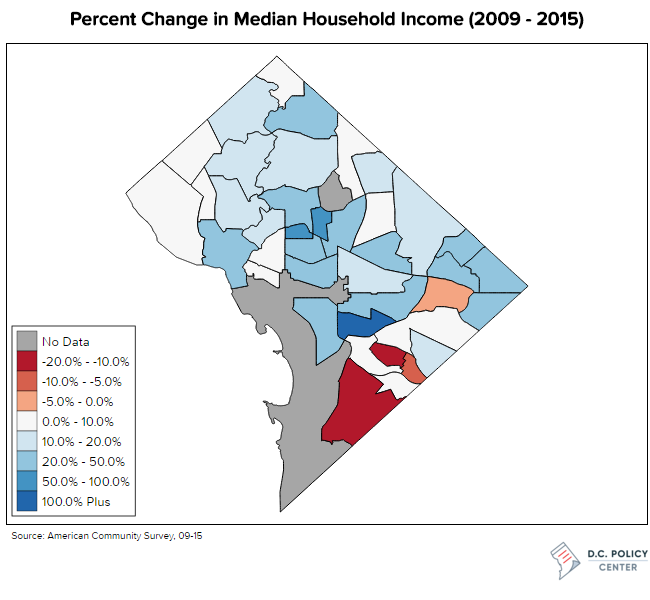 Percent Change in Median Household Income (2009 - 2015)
No Data
-20.0% - -10.0%
-10.0% - -5.0%
-5.0% - 0.0%
0.0% - 10.0%
10.0% - 20.0%
20.0% - 50.0%
50.0% - 100.0%
100.0% Plus
Source: American Community Survey, 09-15
D.C. POLICY
CENTER